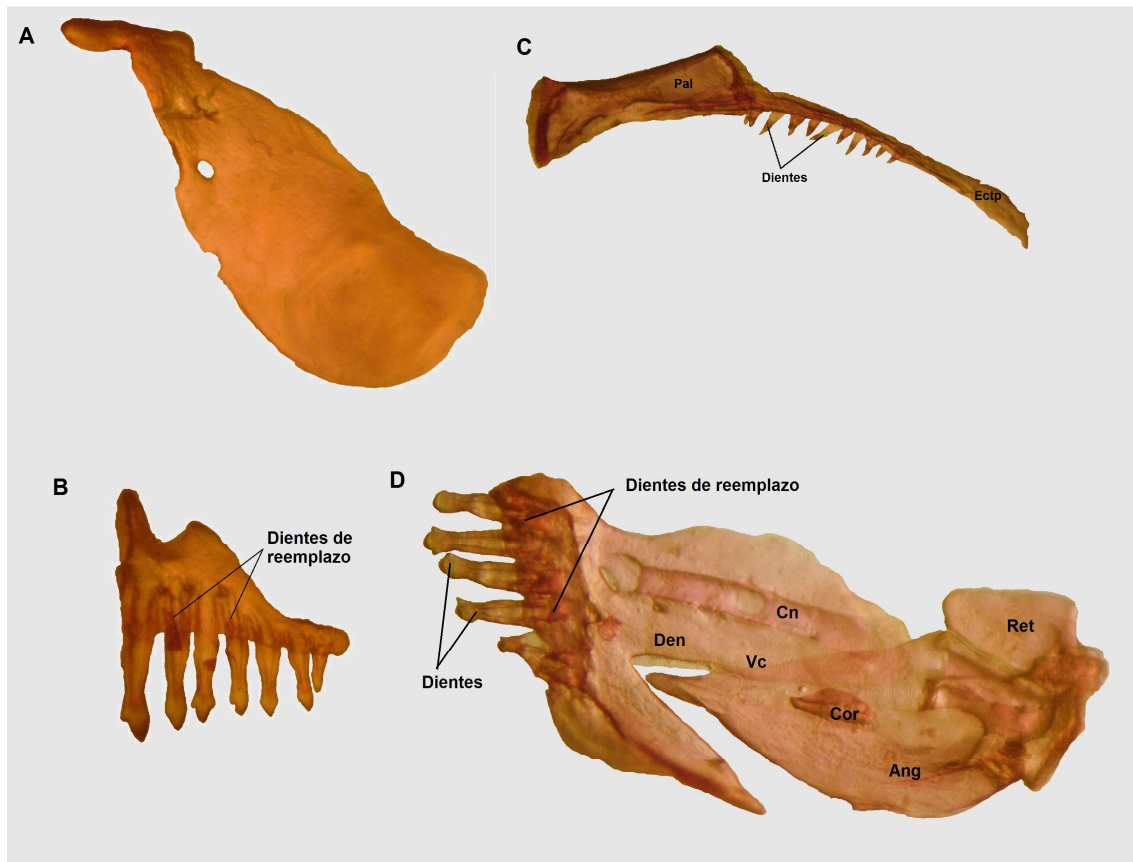 A
C
Pal
Dientes
Ectp
B
Dientes de
reemplazo
D
Dientes de reemplazo
Dientes
Den
Vc
Cn
Cor
Ang
Ret